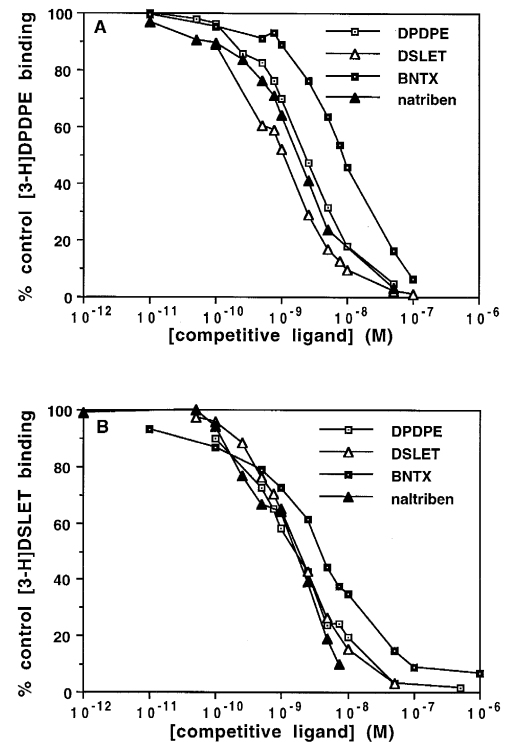 A
DPDPE
DSLET
BNTX
natriben
% control [3-H]DPDPE binding
100
80
60
40
20
0
10-12 10-11 10-10 10-9 10-8 10-7 10-6
[competitive ligand] (M)
B
DPDPE
DSLET
BNTX
naltriben
% control [3-H]DSLET binding
100
80
60
40
20
0
10-12 10-11 10-10 10-9 10-8 10-7 10-6
[competitive ligand] (M)